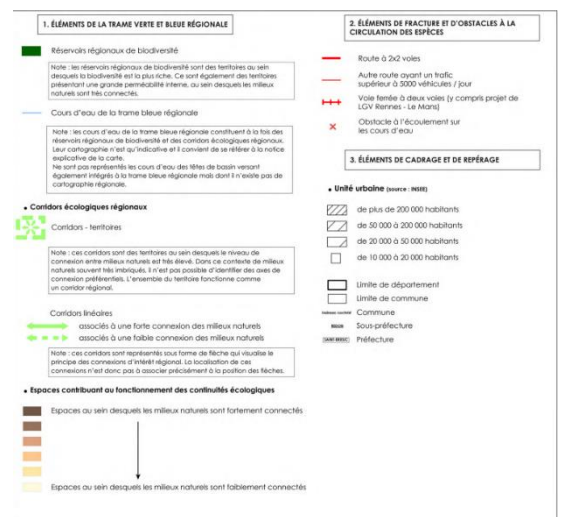 1. ÉLÉMENTS DE LA TRAME VERTE ET BLEUE RÉGIONALE
Réservoirs régionaux de biodiversité
Note : les réservoirs régionaux de biodiversité sont des territoires au sein
desquels la biodiversité est la plus riche. Ce sont également des territoires
présentant une grande perméabilité interne, au sein desquels les milieux
naturels sont très connectés.
Cours d'eau de la trame bleue régionale
Note : les cours d'eau de la trame bleue régionale constituent à la fois des
réservoirs régionaux de biodiversité et des corridors écologiques régionaux.
Leur cartographie n'est qu'indicative et il convient de se référer à la notice
explicative de la carte.
Ne sont pas représentés les cours d'eau des têtes de bassin versant
également intégrés à la trame bleue régionale mais dont il n'existe pas de
cartographie régionale.
• Corridors écologiques régionaux
Corridors - territoires
Note : ces corridors sont des territoires au sein desquels le niveau de
connexion entre milieux naturels est très élevé. Dans ce contexte de milieux
naturels souvent très imbriqués, il n'est pas possible d'identifier des axes de
connexion préférentiels. L'ensemble du territoire fonctionne comme
un corridor régional.
Corridors linéaires
associés à une forte connexion des milieux naturels
associés à une faible connexion des milieux naturels
Note : ces corridors sont représentés sous forme de flèche qui visualise le
principe des connexions d'intérêt régional. La localisation de ces
connexions n'est donc pas à associer précisément à la position des flèches.
• Espaces contribuant au fonctionnement des continuités écologiques
Espaces au sein desquels les milieux naturels sont fortement connectés
Espaces au sein desquels les milieux naturels sont faiblement connectés
2. ÉLÉMENTS DE FRACTURE ET D'OBSTACLES À LA
CIRCULATION DES ESPÈCES
Route à 2x2 voies
Autre route ayant un trafic
supérieur à 5000 véhicules / jour
Voie ferrée à deux voies (y compris projet de
LGV Rennes - Le Mans)
Obstacle à l'écoulement sur
les cours d'eau
3. ÉLÉMENTS DE CADRAGE ET DE REPÉRAGE
• Unité urbaine (source : INSEE)
de plus de 200 000 habitants
de 50 000 à 200 000 habitants
de 20 000 à 50 000 habitants
de 10 000 à 20 000 habitants
Limite de département
Limite de commune
Commune
Sous-préfecture
SAINT-BRIEUC Préfecture